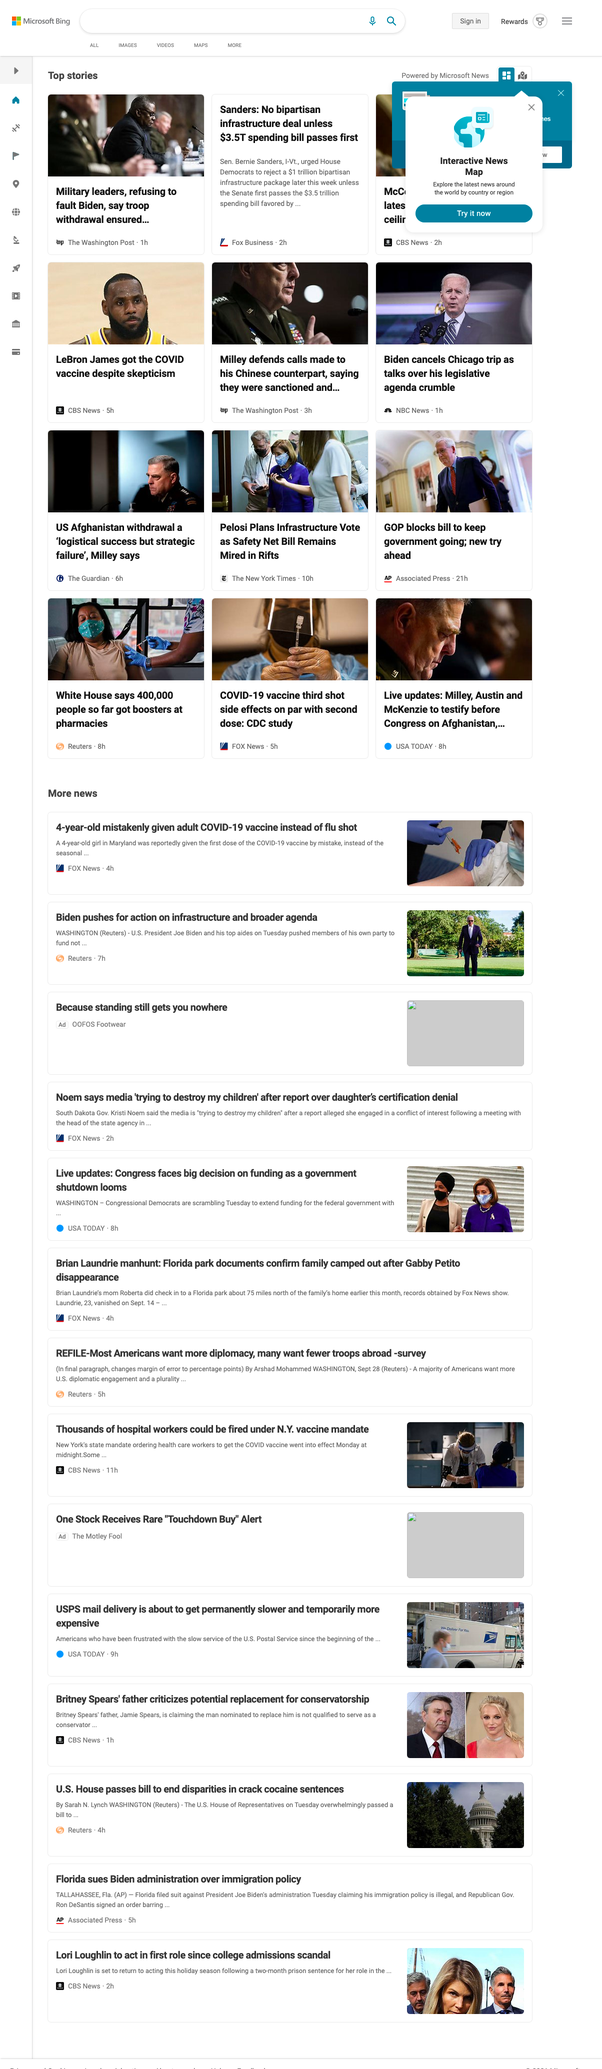 Microsoft Bing
Sign in
Rewards
ALL
IMAGES
VIDEOS
MAPS
MORE
Top stories
Powered by Microsoft News
Interactive News
Map
Explore the latest news around
the world by country or region
Try it now
Military leaders, refusing to
fault Biden, say troop
withdrawal ensured...
The Washington Post · 1h
Sanders: No bipartisan
infrastructure deal unless
$3.5T spending bill passes first
Sen. Bernie Sanders, I-Vt., urged House
Democrats to reject a $1 trillion bipartisan
infrastructure package later this week unless
the Senate first passes the $3.5 trillion
spending bill favored by ...
Fox Business · 2h
McC
lates
ceilin
CBS News · 2h
LeBron James got the COVID
vaccine despite skepticism
CBS News · 5h
Milley defends calls made to
his Chinese counterpart, saying
they were sanctioned and...
The Washington Post · 3h
Biden cancels Chicago trip as
talks over his legislative
agenda crumble
NBC News · 1h
US Afghanistan withdrawal a
‘logistical success but strategic
failure’, Milley says
The Guardian · 6h
Pelosi Plans Infrastructure Vote
as Safety Net Bill Remains
Mired in Rifts
The New York Times · 10h
GOP blocks bill to keep
government going; new try
ahead
AP Associated Press · 21h
White House says 400,000
people so far got boosters at
pharmacies
Reuters · 8h
COVID-19 vaccine third shot
side effects on par with second
dose: CDC study
FOX News · 5h
Live updates: Milley, Austin and
McKenzie to testify before
Congress on Afghanistan,...
USA TODAY · 8h
More news
4-year-old mistakenly given adult COVID-19 vaccine instead of flu shot
A 4-year-old girl in Maryland was reportedly given the first dose of the COVID-19 vaccine by mistake, instead of the
seasonal ...
FOX News · 4h
Biden pushes for action on infrastructure and broader agenda
WASHINGTON (Reuters) - U.S. President Joe Biden and his top aides on Tuesday pushed members of his own party to
fund not ...
Reuters · 7h
Because standing still gets you nowhere
Ad OOFOS Footwear
Noem says media 'trying to destroy my children' after report over daughter’s certification denial
South Dakota Gov. Kristi Noem said the media is "trying to destroy my children" after a report alleged she engaged in a conflict of interest following a meeting with
the head of the state agency in ...
FOX News · 2h
Live updates: Congress faces big decision on funding as a government
shutdown looms
WASHINGTON – Congressional Democrats are scrambling Tuesday to extend funding for the federal government with
...
USA TODAY · 8h
Brian Laundrie manhunt: Florida park documents confirm family camped out after Gabby Petito
disappearance
Brian Laundrie's mom Roberta did check in to a Florida park about 75 miles north of the family's home earlier this month, records obtained by Fox News show.
Laundrie, 23, vanished on Sept. 14 – ...
FOX News · 4h
REFILE-Most Americans want more diplomacy, many want fewer troops abroad -survey
(In final paragraph, changes margin of error to percentage points) By Arshad Mohammed WASHINGTON, Sept 28 (Reuters) - A majority of Americans want more
U.S. diplomatic engagement and a plurality ...
Reuters · 5h
Thousands of hospital workers could be fired under N.Y. vaccine mandate
New York's state mandate ordering health care workers to get the COVID vaccine went into effect Monday at
midnight.Some ...
CBS News · 11h
One Stock Receives Rare "Touchdown Buy" Alert
Ad The Motley Fool
USPS mail delivery is about to get permanently slower and temporarily more
expensive
Americans who have been frustrated with the slow service of the U.S. Postal Service since the beginning of the ...
USA TODAY · 9h
Britney Spears' father criticizes potential replacement for conservatorship
Britney Spears' father, Jamie Spears, is claiming the man nominated to replace him is not qualified to serve as a
conservator ...
CBS News · 1h
U.S. House passes bill to end disparities in crack cocaine sentences
By Sarah N. Lynch WASHINGTON (Reuters) - The U.S. House of Representatives on Tuesday overwhelmingly passed a
bill to ...
Reuters · 4h
Florida sues Biden administration over immigration policy
TALLAHASSEE, Fla. (AP) — Florida filed suit against President Joe Biden's administration Tuesday claiming his immigration policy is illegal, and Republican Gov.
Ron DeSantis signed an order barring ...
AP Associated Press · 5h
Lori Loughlin to act in first role since college admissions scandal
Lori Loughlin is set to return to acting this holiday season following a two-month prison sentence for her role in the ...
CBS News · 2h